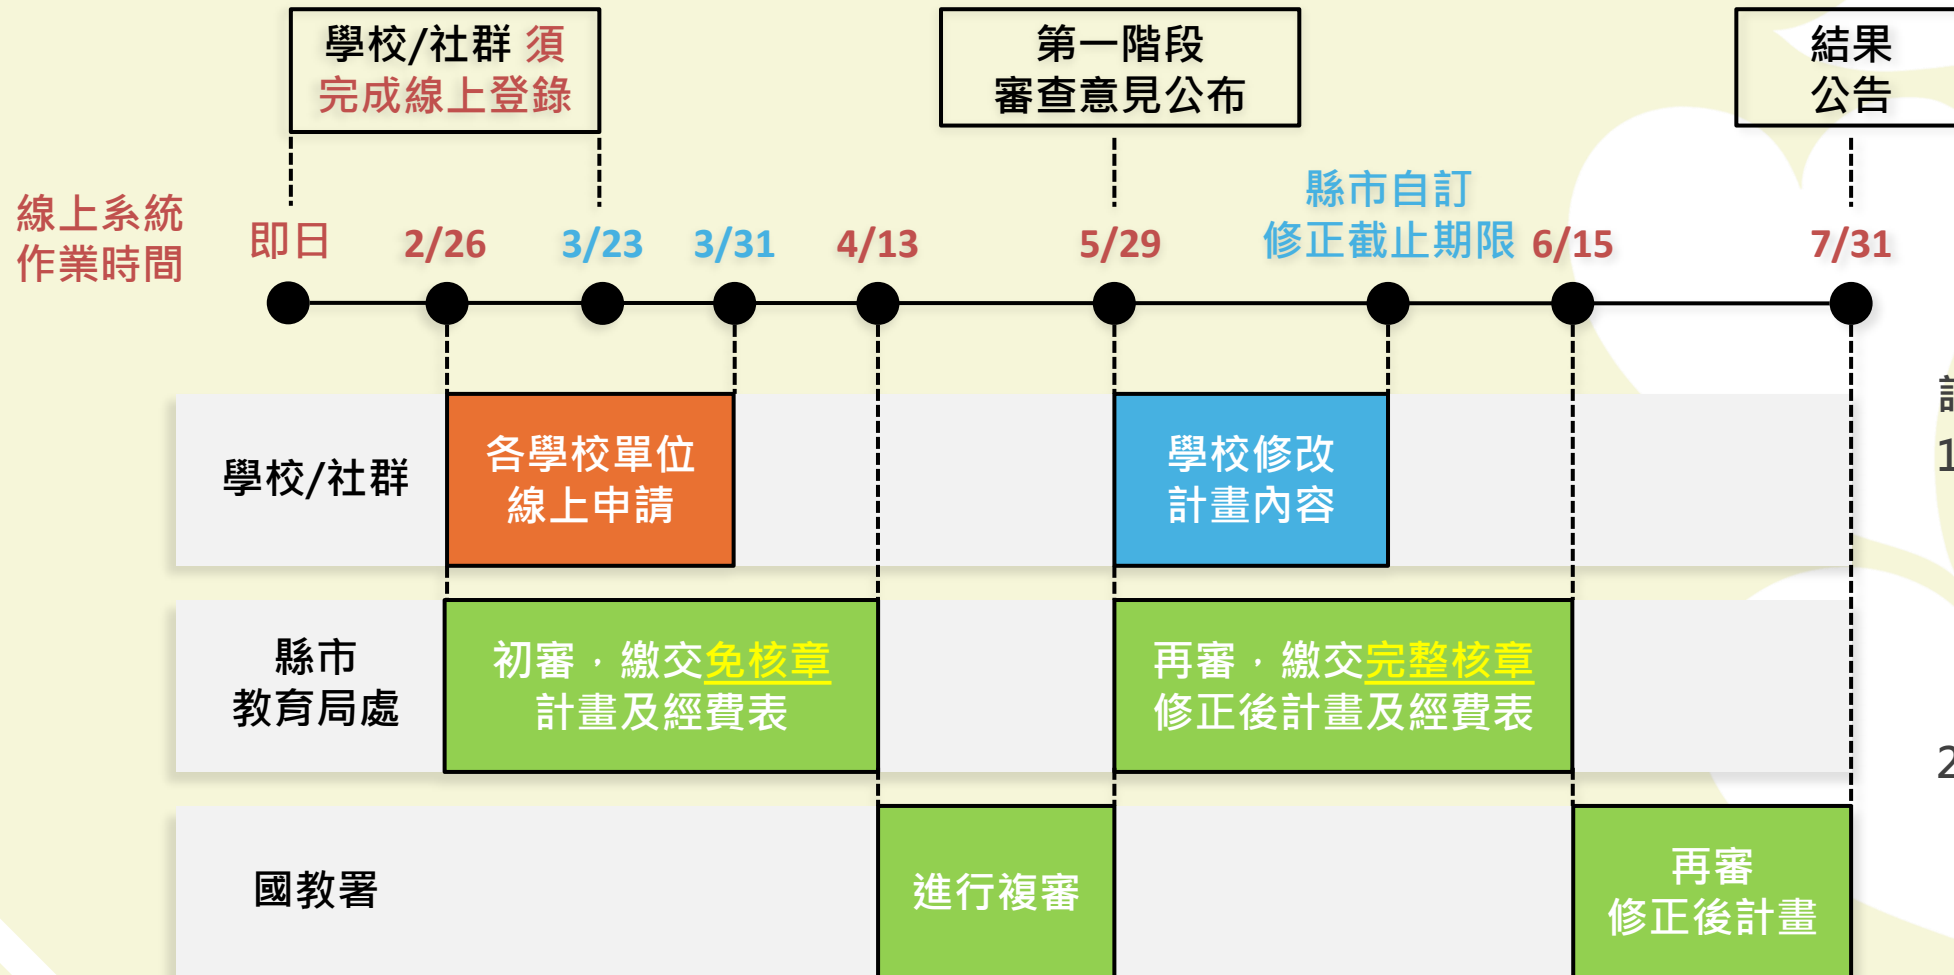 學校/社群 須
完成線上登錄
第一階段
審查意見公布
結果
公告
線上系統
作業時間
即日
2/26
3/23
3/31
4/13
5/29
縣市自訂
修正截止期限
6/15
7/31
學校/社群
各學校單位
線上申請
學校修改
計畫內容
縣市
教育局處
初審，繳交免核章
計畫及經費表
再審，繳交完整核章
修正後計畫及經費表
國教署
進行複審
再審
修正後計畫
1
2